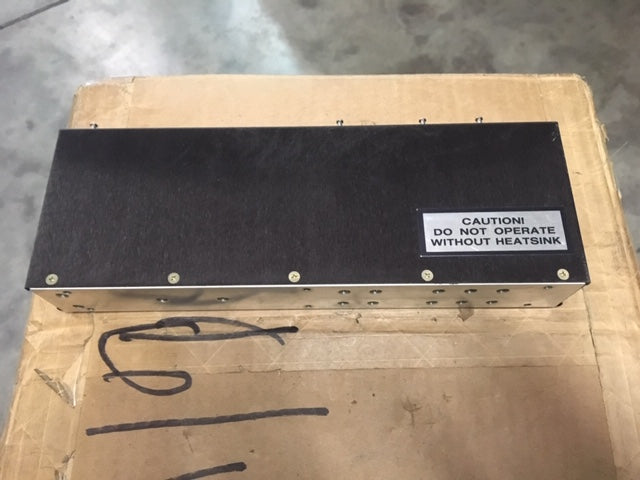 CAUTION!
DO NOT OPERATE
WITHOUT HEATSINK